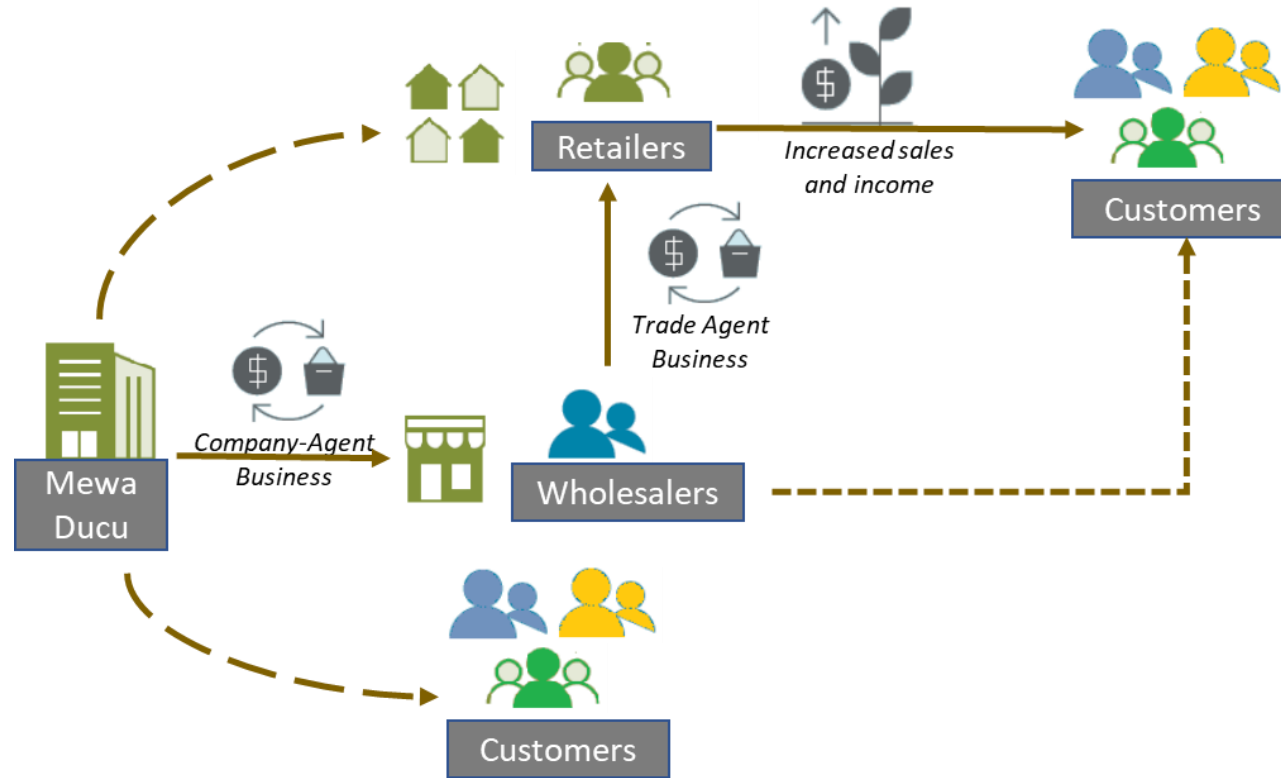 Retailers
Increased sales
and income
Customers
Trade Agent
Business
Company-Agent
Business
Mewa
Ducu
Wholesalers
Customers
$
$
$